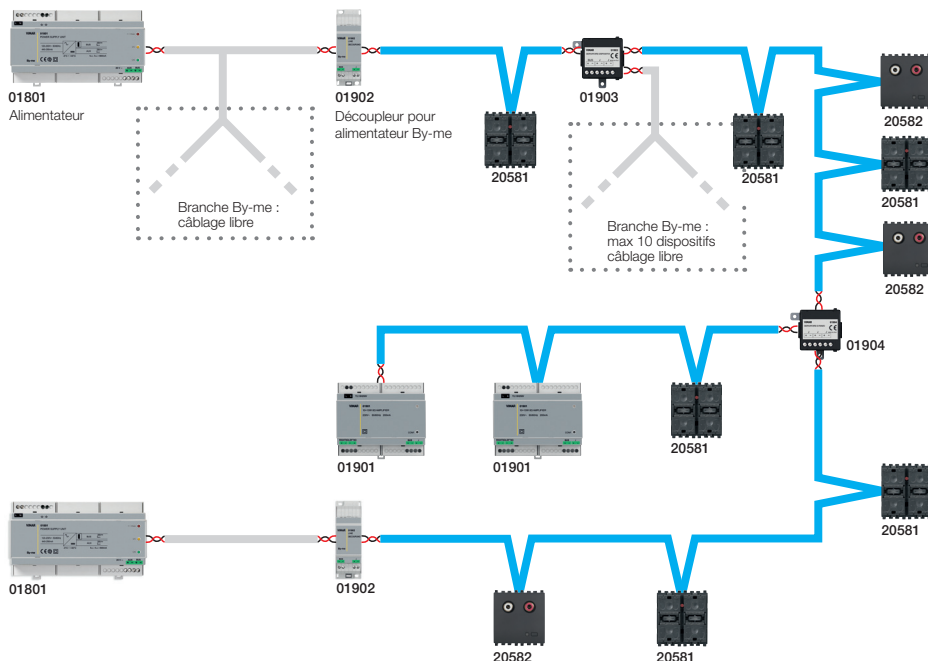 01801
Alimentateur
01902
Découpleur pour
alimentateur By-me
01903
20581
20581
20582
20581
20582
Branche By-me :
câblage libre
Branche By-me :
max 10 dispositifs
câblage libre
01904
01901
01901
20581
20581
01801
01902
20582
20581